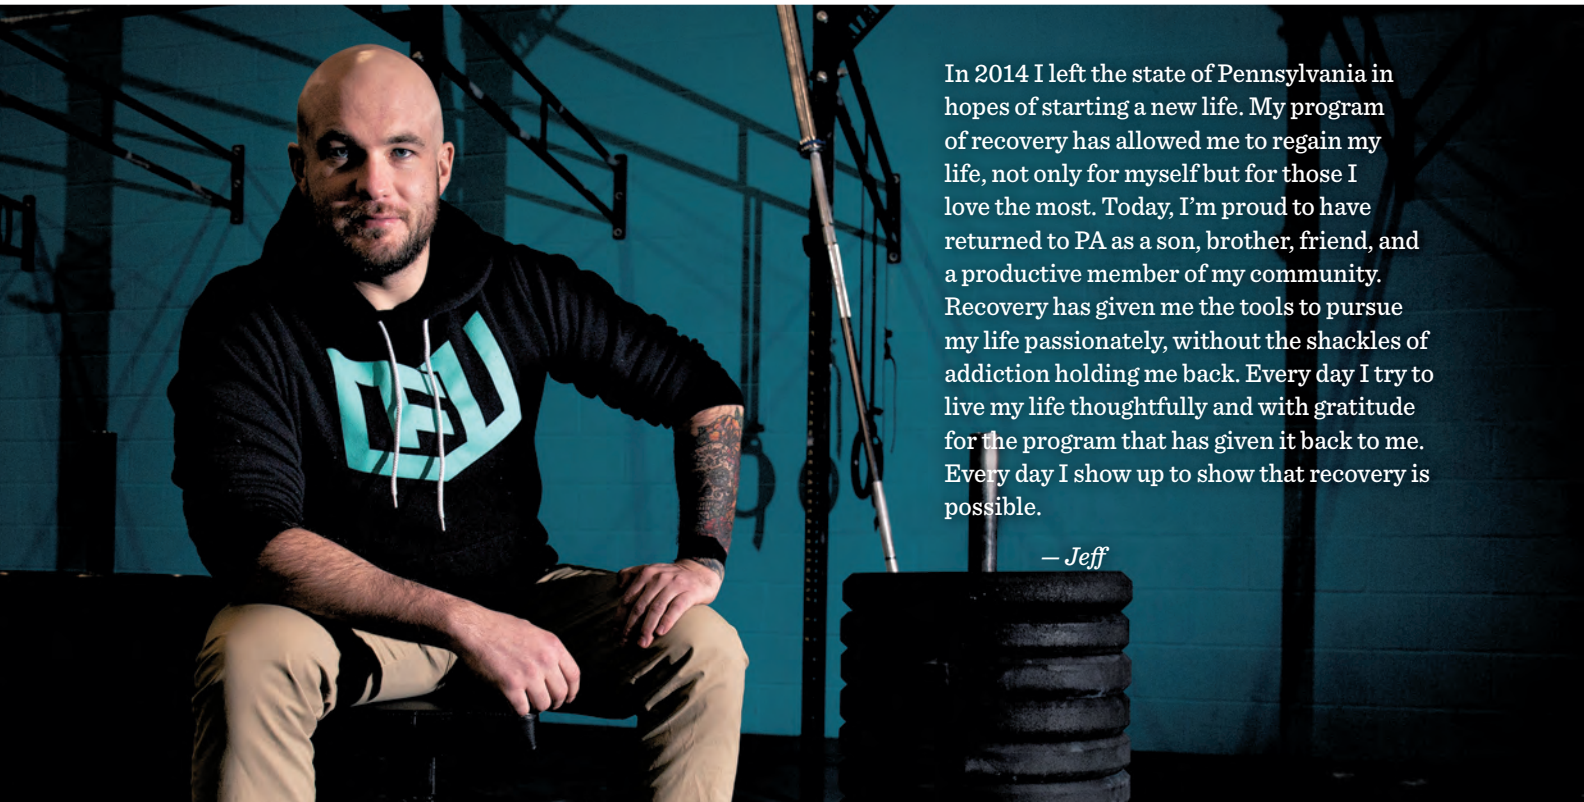 In 2014 I left the state of Pennsylvania in
hopes of starting a new life. My program
of recovery has allowed me to regain my
life, not only for myself but for those I
love the most. Today, I’m proud to have
returned to PA as a son, brother, friend, and
a productive member of my community.
Recovery has given me the tools to pursue
my life passionately, without the shackles of
addiction holding me back. Every day I try to
live my life thoughtfully and with gratitude
for the program that has given it back to me.
Every day I show up to show that recovery is
possible.
— Jeff